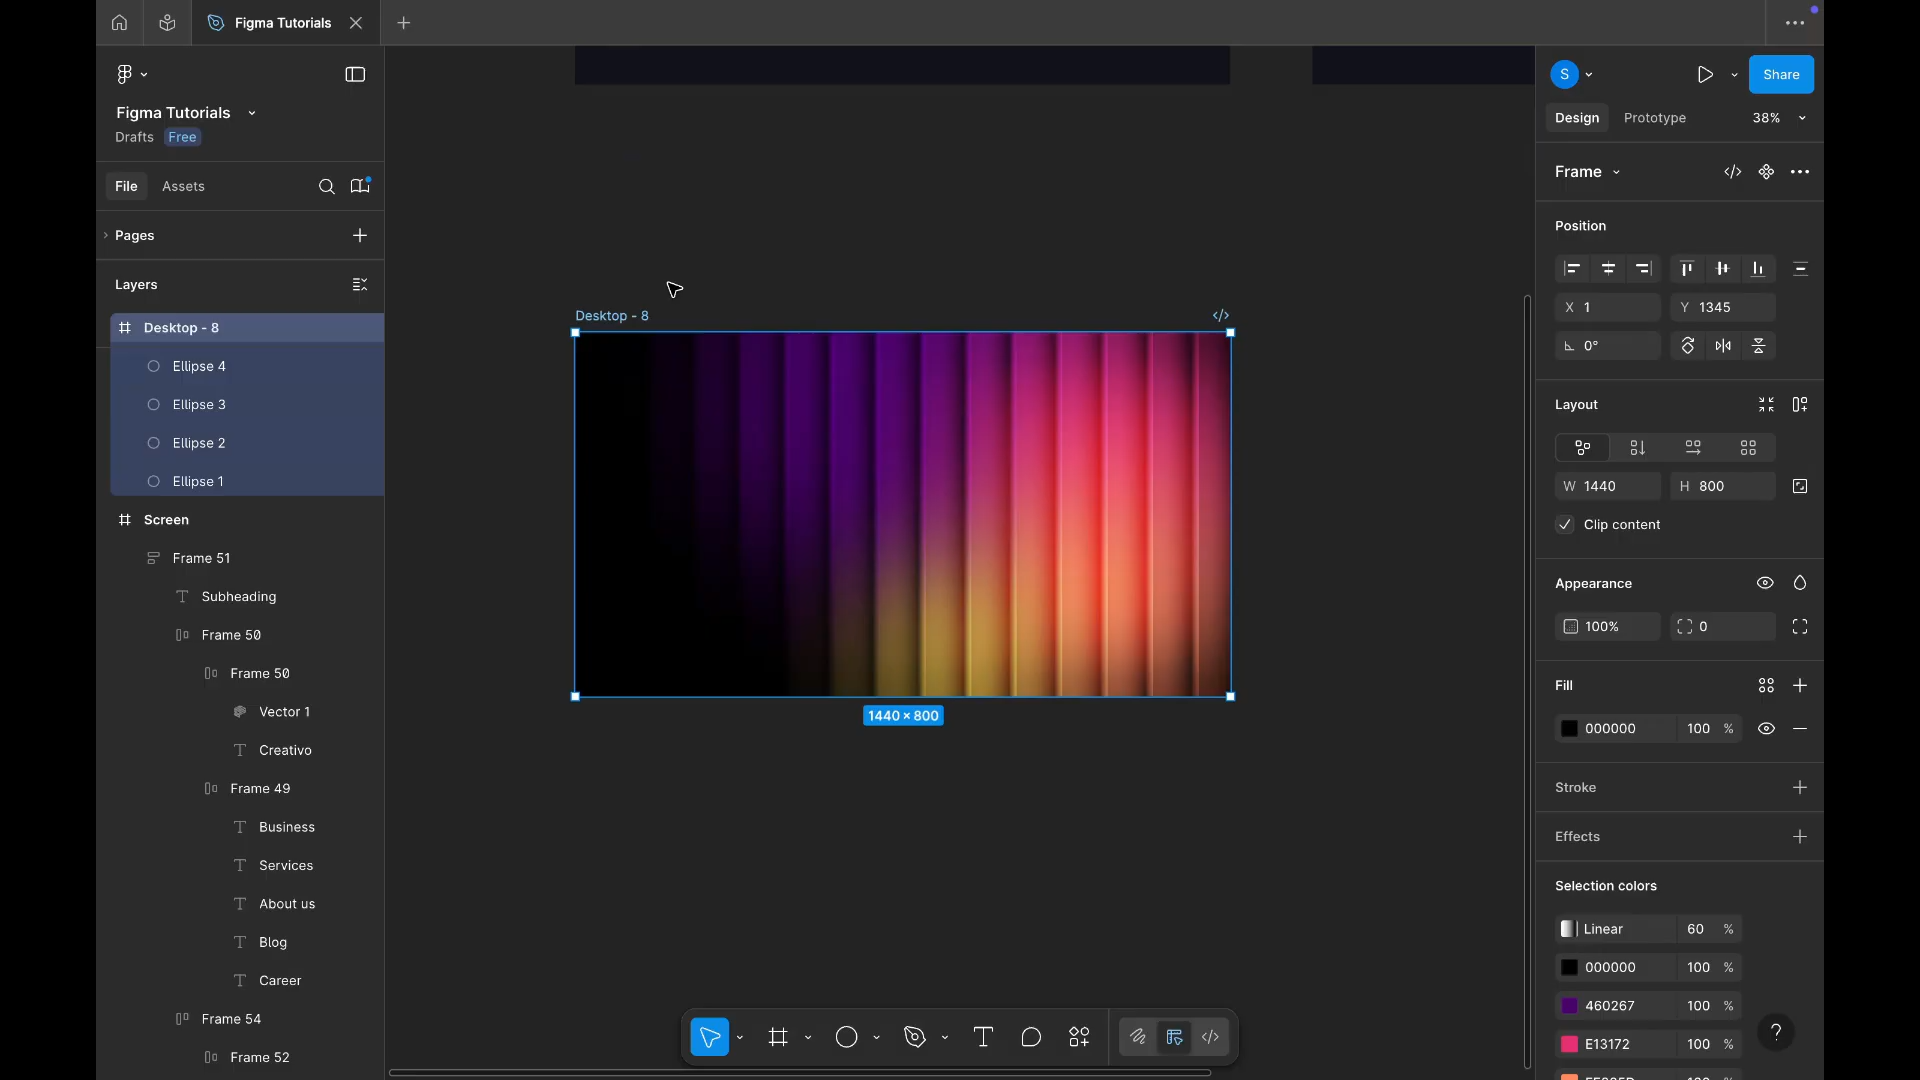 Figma Tutorials
Figma Tutorials
Drafts Free
File Assets
Pages
Layers
Desktop - 8
Ellipse 4
Ellipse 3
Ellipse 2
Ellipse 1
Screen
Frame 51
Subheading
Frame 50
Frame 50
Vector 1
Creativo
Frame 49
Business
Services
About us
Blog
Career
Frame 54
Frame 52
Desktop - 8
1440 × 800
S Share
Design Prototype 38%
Frame
Position
X 1 Y 1345
0°
Layout
W 1440 H 800
Clip content
Appearance
100% 0
Fill
000000 100 %
Stroke
Effects
Selection colors
Linear 60 %
000000 100 %
460267 100 %
E13172 100 %
?